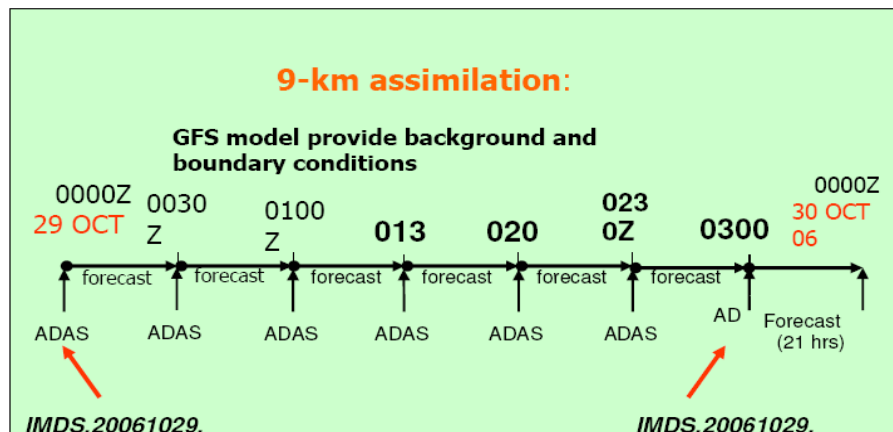 9-km assimilation:
GFS model provide background and
boundary conditions
0000Z
29 OCT
0030
Z
0100
Z
013
020
023
0Z
0300
0000Z
30 OCT
06
forecast
forecast
forecast
forecast
forecast
forecast
ADAS
ADAS
ADAS
ADAS
ADAS
ADAS
AD
Forecast
(21 hrs)
IMDS.20061029.
IMDS.20061029.